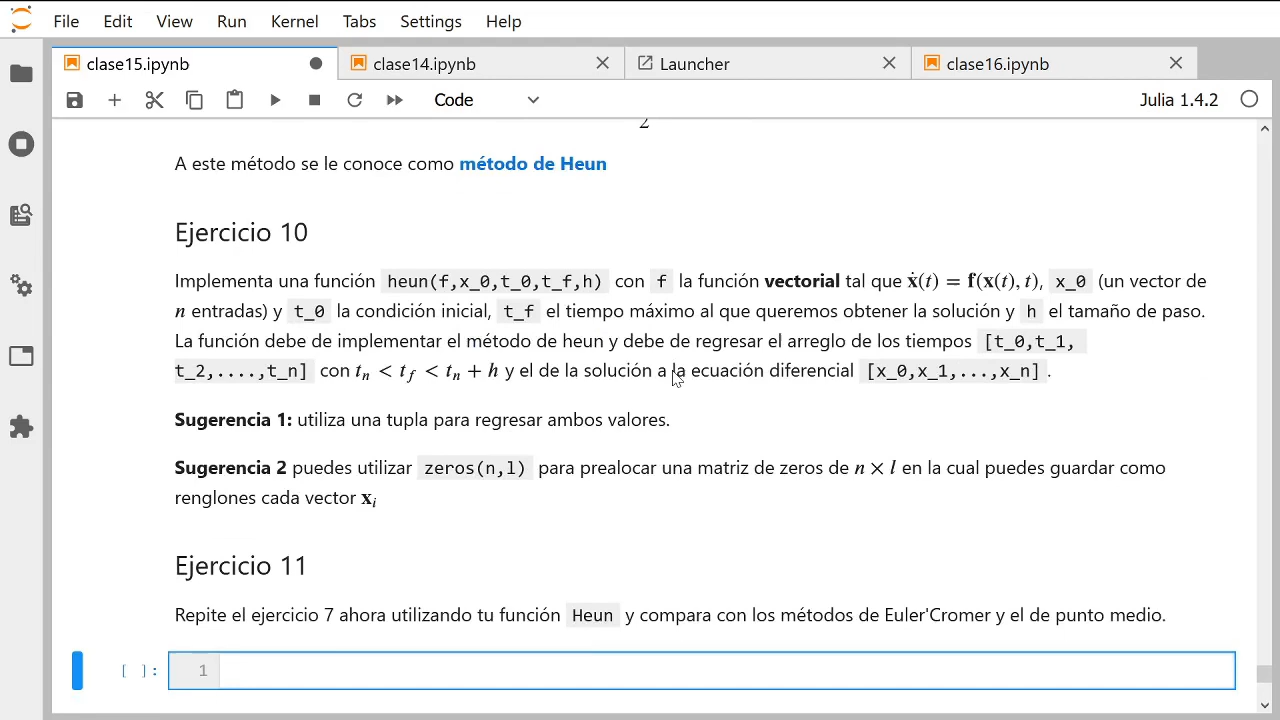 File Edit View Run Kernel Tabs Settings Help
clase15.ipynb clase14.ipynb Launcher clase16.ipynb
Code Julia 1.4.2
2
A este método se le conoce como método de Heun
Ejercicio 10
Implementa una función heun(f,x_0,t_0,t_f,h) con f la función vectorial tal que ẋ(t) = f(x(t), t), x_0 (un vector de
n entradas) y t_0 la condición inicial, t_f el tiempo máximo al que queremos obtener la solución y h el tamaño de paso.
La función debe de implementar el método de heun y debe de regresar el arreglo de los tiempos [t_0,t_1,
t_2,....,t_n] con tₙ < t_f < tₙ + h y el de la solución a la ecuación diferencial [x_0,x_1,...,x_n].
Sugerencia 1: utiliza una tupla para regresar ambos valores.
Sugerencia 2 puedes utilizar zeros(n,l) para prealocar una matriz de zeros de n × l en la cual puedes guardar como
renglones cada vector xᵢ
Ejercicio 11
Repite el ejercicio 7 ahora utilizando tu función Heun y compara con los métodos de Euler'Cromer y el de punto medio.
[ ]: 1